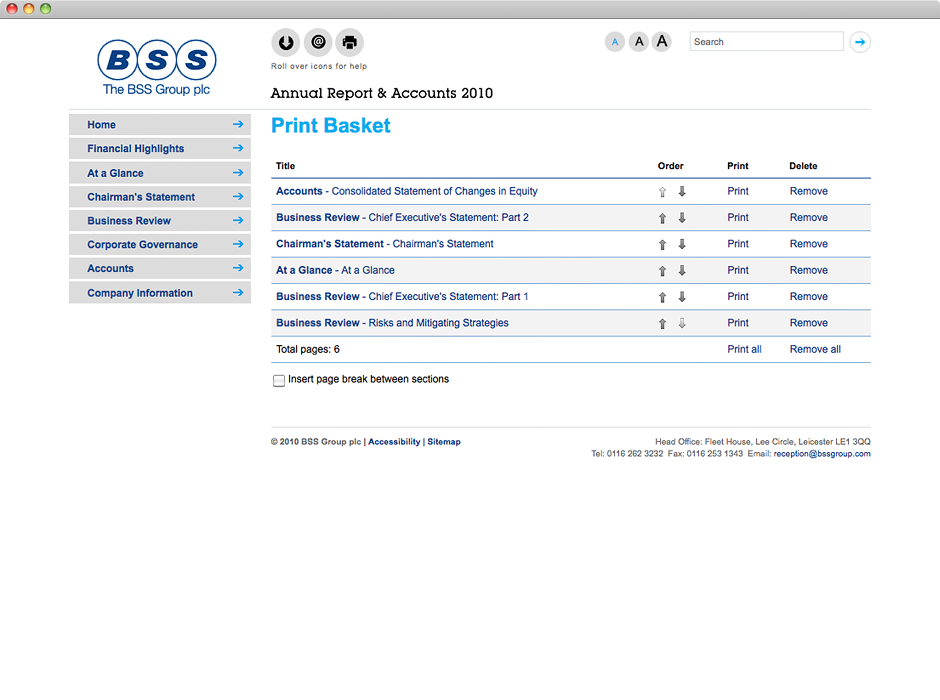 BSS
The BSS Group plc
@
A A A
Search
Roll over icons for help
Annual Report & Accounts 2010
Home
Financial Highlights
At a Glance
Chairman's Statement
Business Review
Corporate Governance
Accounts
Company Information
Print Basket
Title Order Print Delete
Accounts - Consolidated Statement of Changes in Equity Print Remove
Business Review - Chief Executive's Statement: Part 2 Print Remove
Chairman's Statement - Chairman's Statement Print Remove
At a Glance - At a Glance Print Remove
Business Review - Chief Executive's Statement: Part 1 Print Remove
Business Review - Risks and Mitigating Strategies Print Remove
Total pages: 6 Print all Remove all
Insert page break between sections
© 2010 BSS Group plc | Accessibility | Sitemap
Head Office: Fleet House, Lee Circle, Leicester LE1 3QQ
Tel: 0116 262 3232 Fax: 0116 253 1343 Email: reception@bssgroup.com